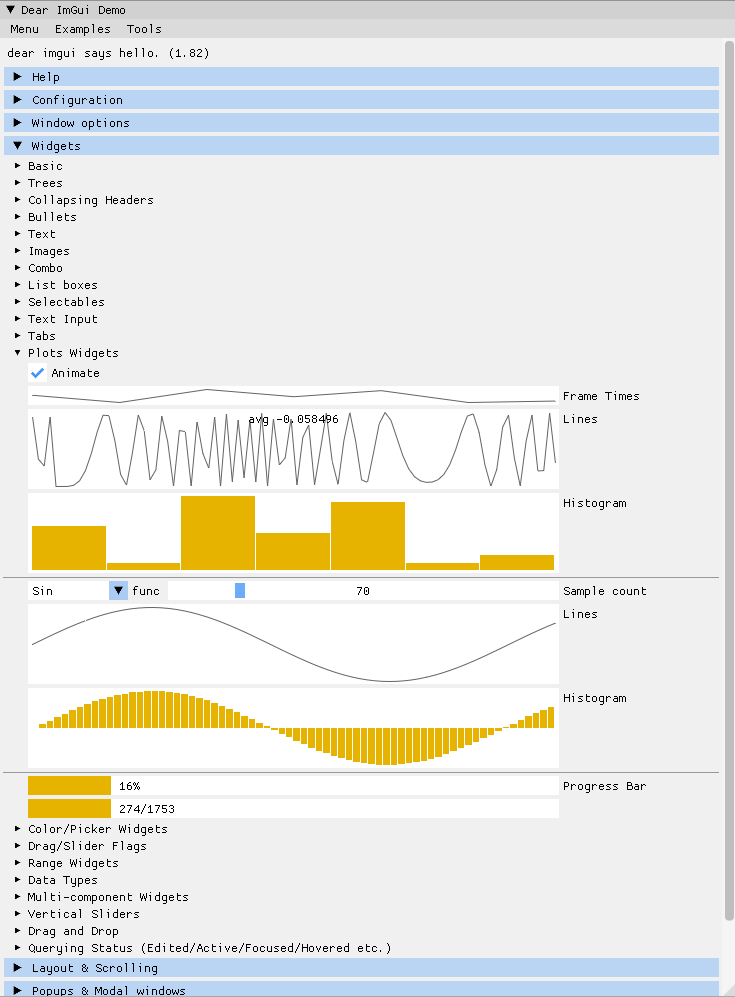 Dear ImGui Demo
Menu Examples Tools
dear imgui says hello. (1.82)
Help
Configuration
Window options
Widgets
Basic
Trees
Collapsing Headers
Bullets
Text
Images
Combo
List boxes
Selectables
Text Input
Tabs
Plots Widgets
Animate
Frame Times
avg -0.058496 Lines
Histogram
Sin func 70 Sample count
Lines
Histogram
16% Progress Bar
274/1753
Color/Picker Widgets
Drag/Slider Flags
Range Widgets
Data Types
Multi-component Widgets
Vertical Sliders
Drag and Drop
Querying Status (Edited/Active/Focused/Hovered etc.)
Layout & Scrolling
Popups & Modal windows